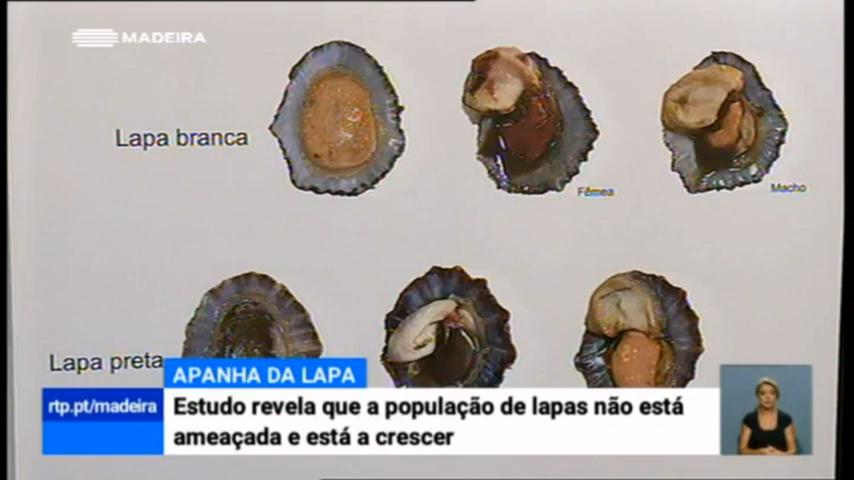 MADEIRA
Lapa branca
Fêmea
Macho
Lapa preta
APANHA DA LAPA
rtp.pt/madeira
Estudo revela que a população de lapas não está
ameaçada e está a crescer